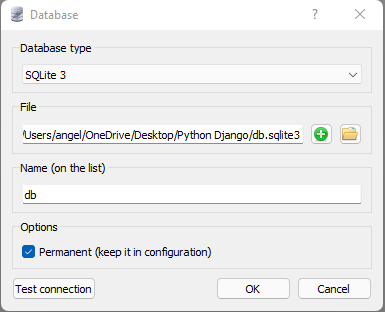 Database
?
Database type
SQLite 3
File
/Users/angel/OneDrive/Desktop/Python Django/db.sqlite3
Name (on the list)
db
Options
Permanent (keep it in configuration)
Test connection
OK
Cancel